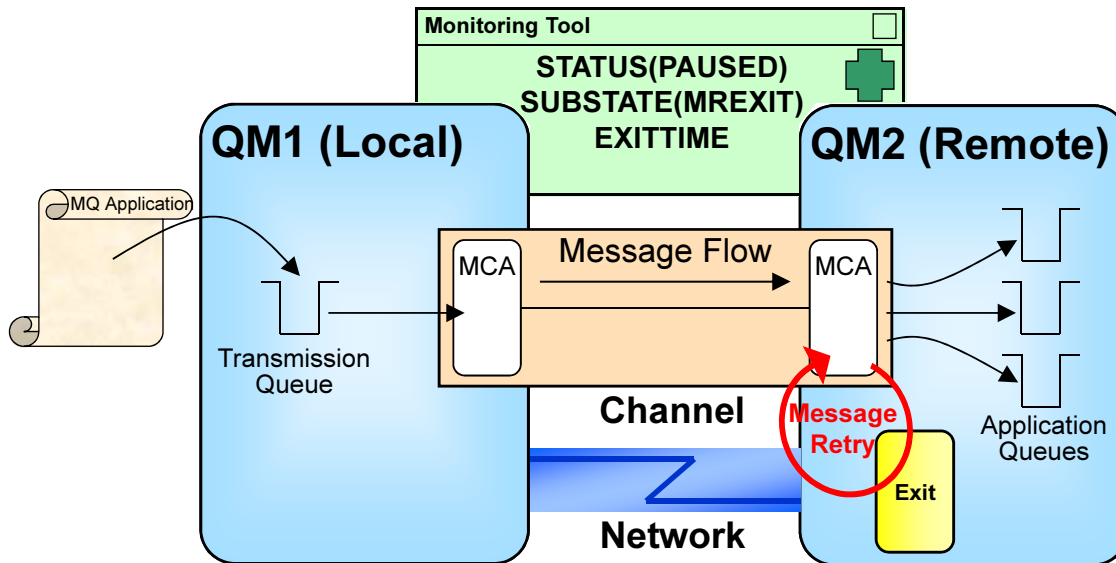 Monitoring Tool
STATUS(PAUSED)
SUBSTATE(MREXIT)
EXITTIME
QM1 (Local)
QM2 (Remote)
MQ Application
MCA
Message Flow
MCA
Transmission
Queue
Channel
Message
Retry
Application
Queues
Exit
Network